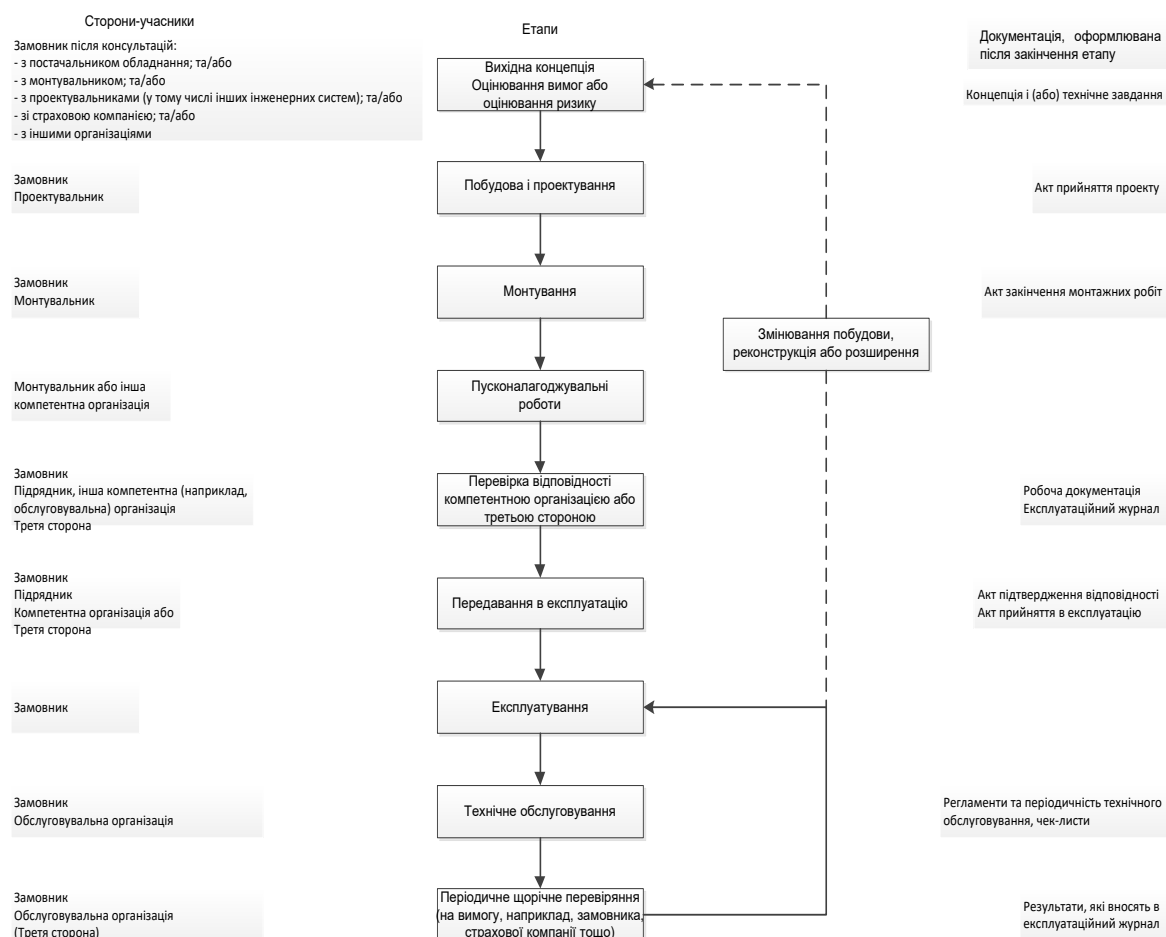 Сторони-учасники
Етапи
Документація, оформлювана
після закінчення етапу
Замовник після консультацій:
- з постачальником обладнання; та/або
- з монтувальником; та/або
- з проектувальниками (у тому числі інших інженерних систем); та/або
- зі страховою компанією; та/або
- з іншими організаціями
Вихідна концепція
Оцінювання вимог або
оцінювання ризику
Концепція і (або) технічне завдання
Замовник
Проектувальник
Побудова і проектування
Акт прийняття проекту
Замовник
Монтувальник
Монтування
Акт закінчення монтажних робіт
Змінювання побудови,
реконструкція або розширення
Монтувальник або інша
компетентна організація
Пусконалагоджувальні
роботи
Замовник
Підрядник, інша компетентна (наприклад,
обслуговувальна) організація
Третя сторона
Перевірка відповідності
компетентною організацією або
третьою стороною
Робоча документація
Експлуатаційний журнал
Замовник
Підрядник
Компетентна організація або
Третя сторона
Передавання в експлуатацію
Акт підтвердження відповідності
Акт прийняття в експлуатацію
Замовник
Експлуатування
Замовник
Обслуговувальна організація
Технічне обслуговування
Регламенти та періодичність технічного
обслуговування, чек-листи
Замовник
Обслуговувальна організація
(Третя сторона)
Періодичне щорічне перевіряння
(на вимогу, наприклад, замовника,
страхової компанії тощо)
Результати, які вносять в
експлуатаційний журнал